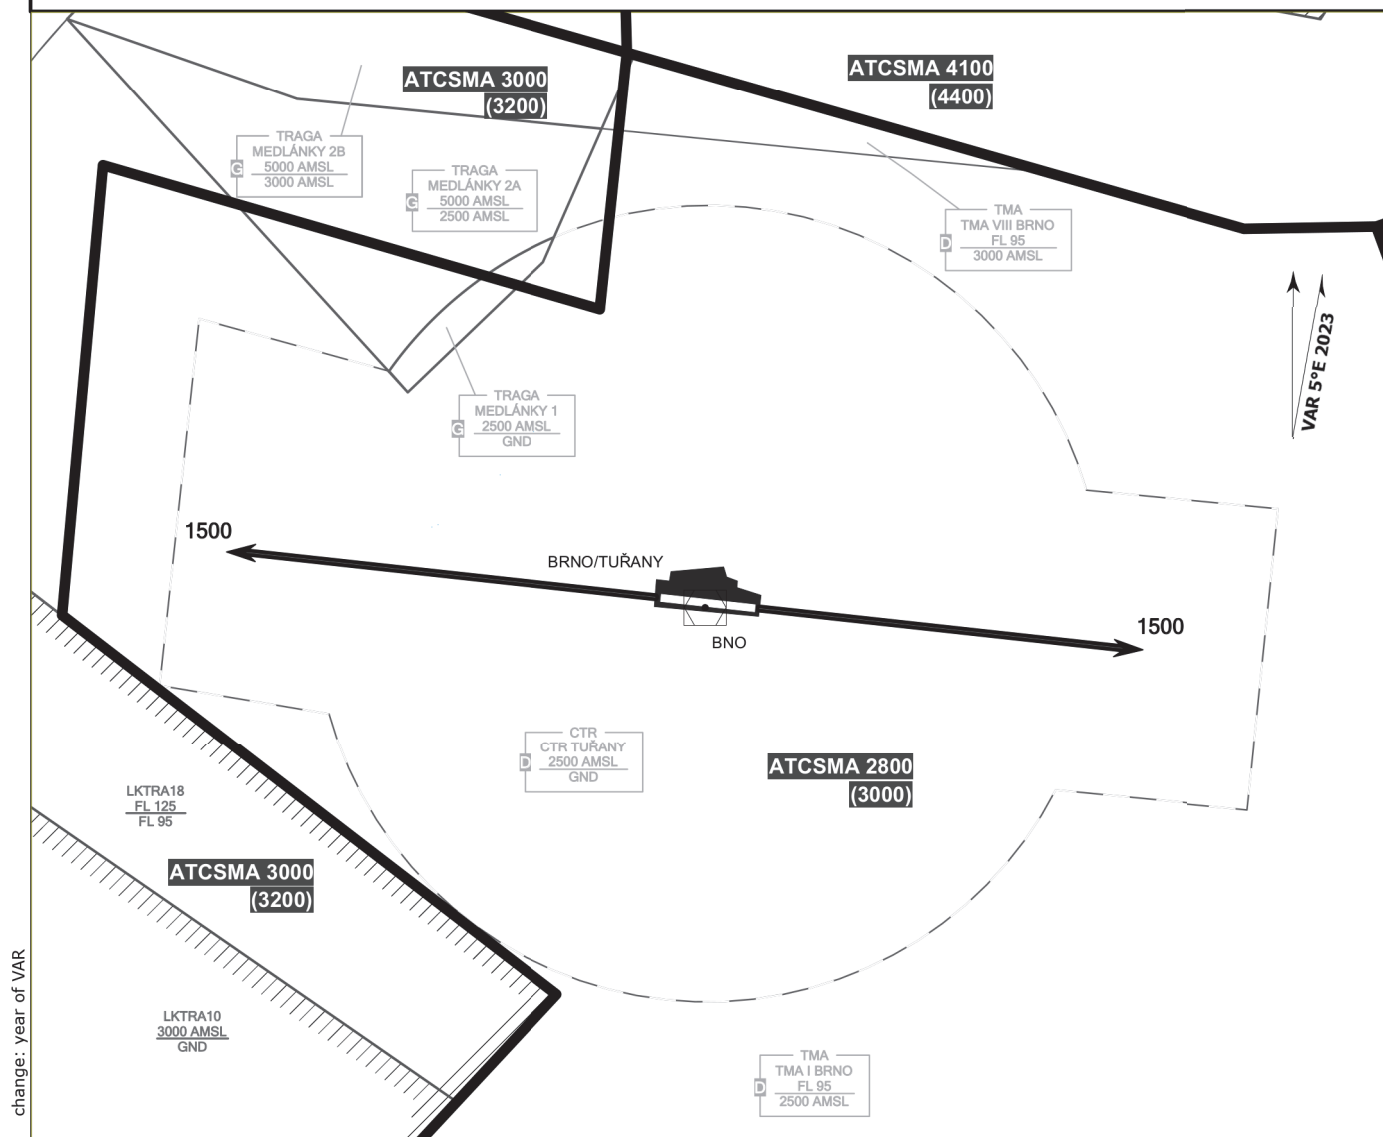 ATCSMA 3000
(3200)
ATCSMA 4100
(4400)
TRAGA
MEDLÁNKY 2B
G
5000 AMSL
3000 AMSL
TRAGA
MEDLÁNKY 2A
G
5000 AMSL
2500 AMSL
TMA
TMA VIII BRNO
D
FL 95
3000 AMSL
VAR 5°E 2023
TRAGA
MEDLÁNKY 1
G
2500 AMSL
GND
1500
BRNO/TUŘANY
BNO
1500
CTR
CTR TUŘANY
D
2500 AMSL
GND
ATCSMA 2800
(3000)
LKTRA18
FL 125
FL 95
ATCSMA 3000
(3200)
LKTRA10
3000 AMSL
GND
TMA
TMA I BRNO
D
FL 95
2500 AMSL
change: year of VAR